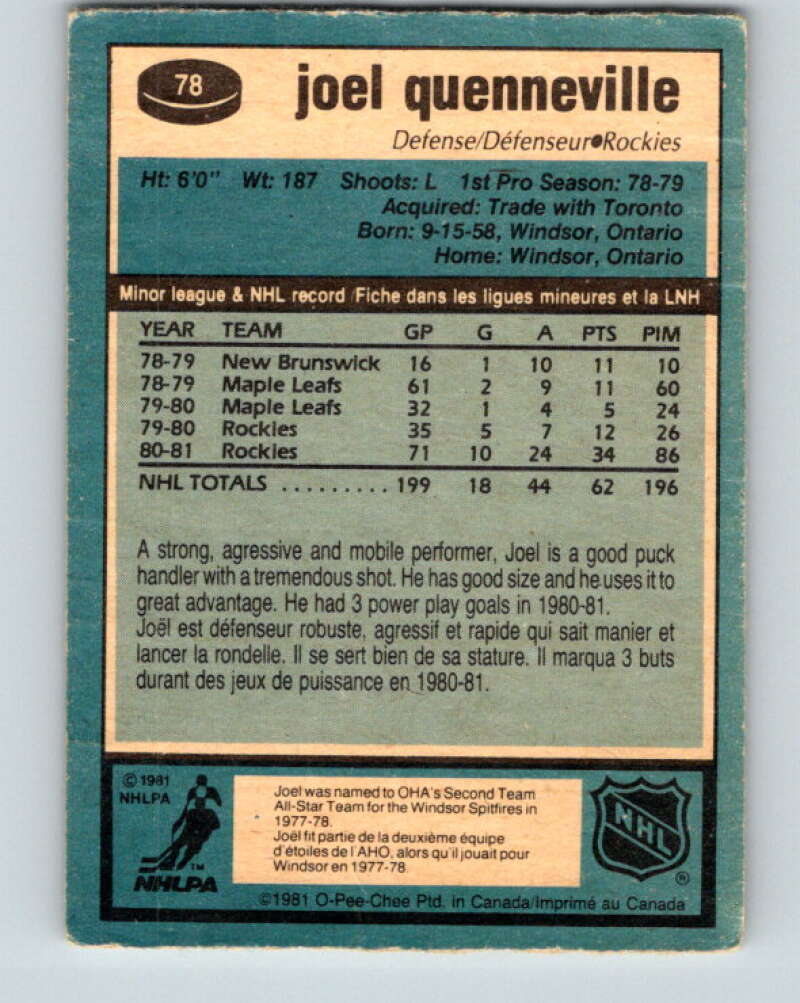 78
joel quenneville
Defense/Défenseur●Rockies
Ht: 6'0" Wt: 187 Shoots: L 1st Pro Season: 78-79
Acquired: Trade with Toronto
Born: 9-15-58, Windsor, Ontario
Home: Windsor, Ontario
Minor league & NHL record/Fiche dans les ligues mineures et la LNH
YEAR TEAM GP G A PTS PIM
78-79 New Brunswick 16 1 10 11 10
78-79 Maple Leafs 61 2 9 11 60
79-80 Maple Leafs 32 1 4 5 24
79-80 Rockies 35 5 7 12 26
80-81 Rockies 71 10 24 34 86
NHL TOTALS ......... 199 18 44 62 196
A strong, agressive and mobile performer, Joel is a good puck
handler with a tremendous shot. He has good size and he uses it to
great advantage. He had 3 power play goals in 1980-81.
Joël est défenseur robuste, agressif et rapide qui sait manier et
lancer la rondelle. Il se sert bien de sa stature. Il marqua 3 buts
durant des jeux de puissance en 1980-81.
© 1981
NHLPA
TM
NHLPA
Joel was named to OHA's Second Team
All-Star Team for the Windsor Spitfires in
1977-78.
Joël fit partie de la deuxième équipe
d'étoiles de l'AHO, alors qu'il jouait pour
Windsor en 1977-78.
NHL
®
©1981 O-Pee-Chee Ptd. in Canada/Imprimé au Canada